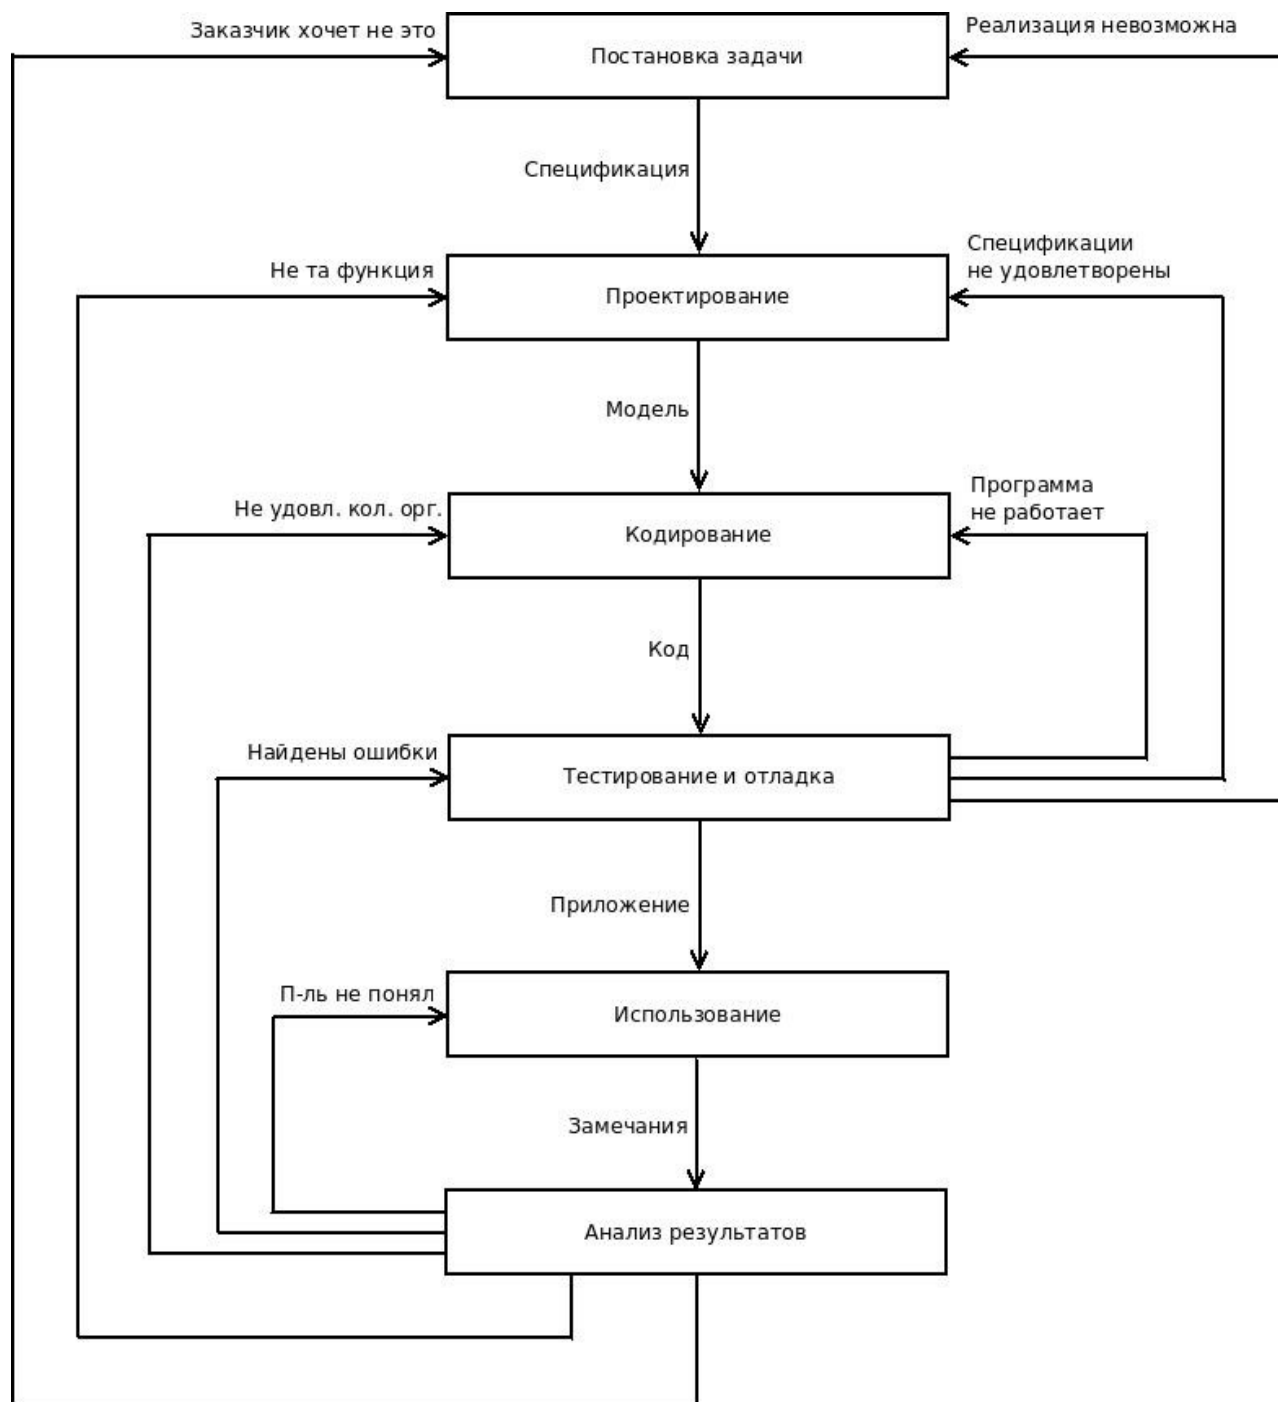 Заказчик хочет не это
Реализация невозможна
Постановка задачи
Спецификация
Не та функция
Спецификации
не удовлетворены
Проектирование
Модель
Не удовл. кол. орг.
Программа
не работает
Кодирование
Код
Найдены ошибки
Тестирование и отладка
Приложение
П-ль не понял
Использование
Замечания
Анализ результатов